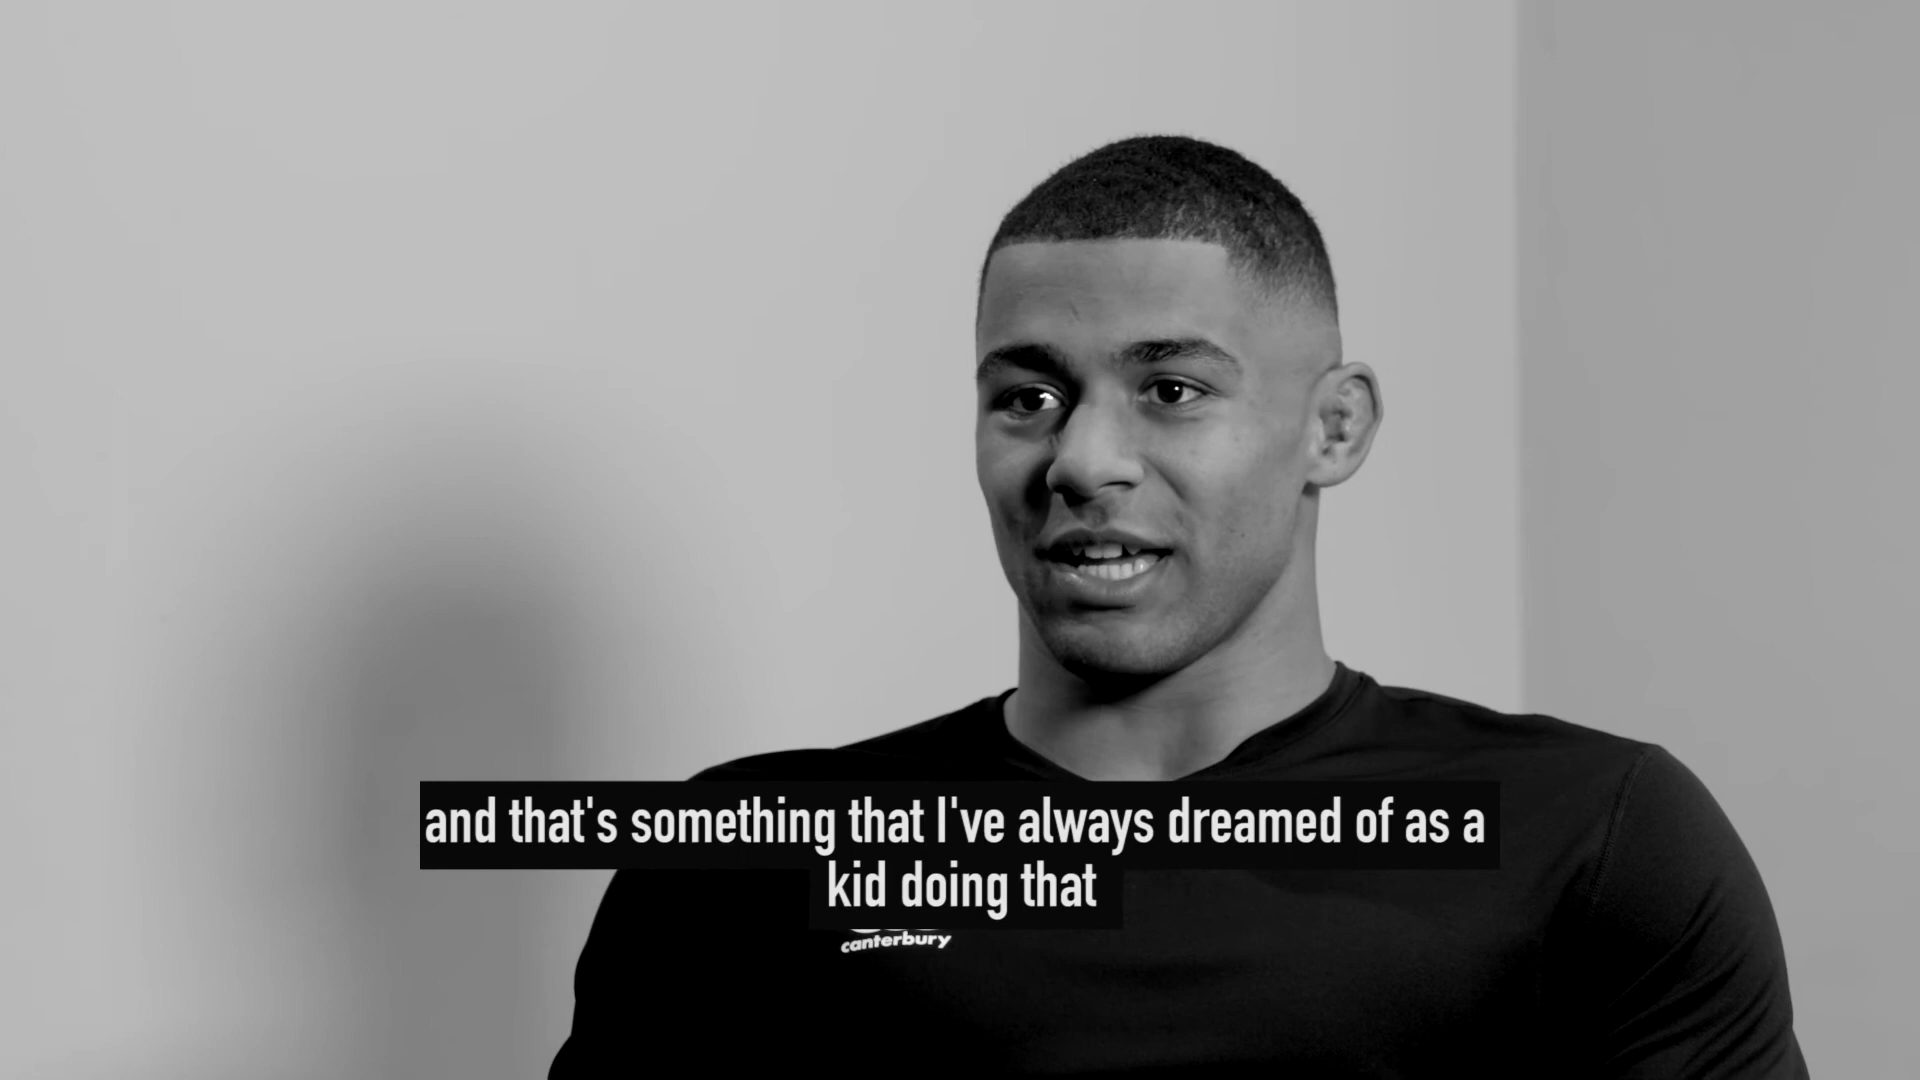 and that's something that I've always dreamed of as a
kid doing that
canterbury